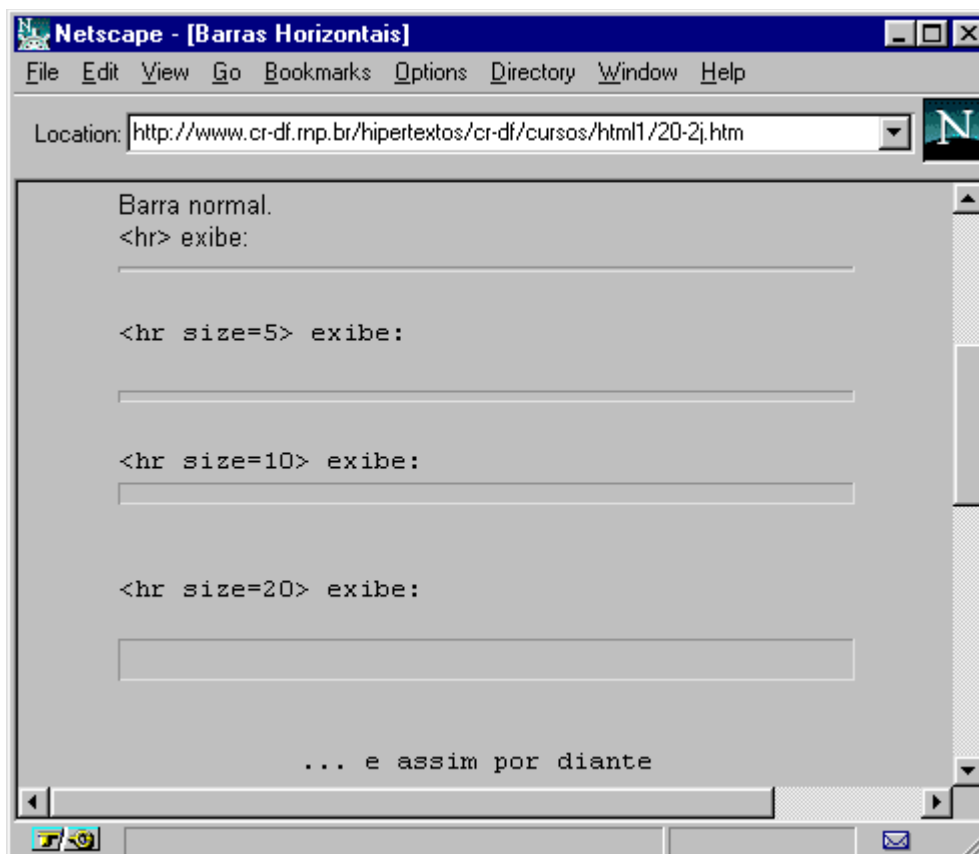 Netscape - [Barras Horizontais]
File Edit View Go Bookmarks Options Directory Window Help
Location: http://www.cr-df.rnp.br/hipertextos/cr-df/cursos/html1/20-2j.htm
N
Barra normal.
<hr> exibe:
<hr size=5> exibe:
<hr size=10> exibe:
<hr size=20> exibe:
... e assim por diante